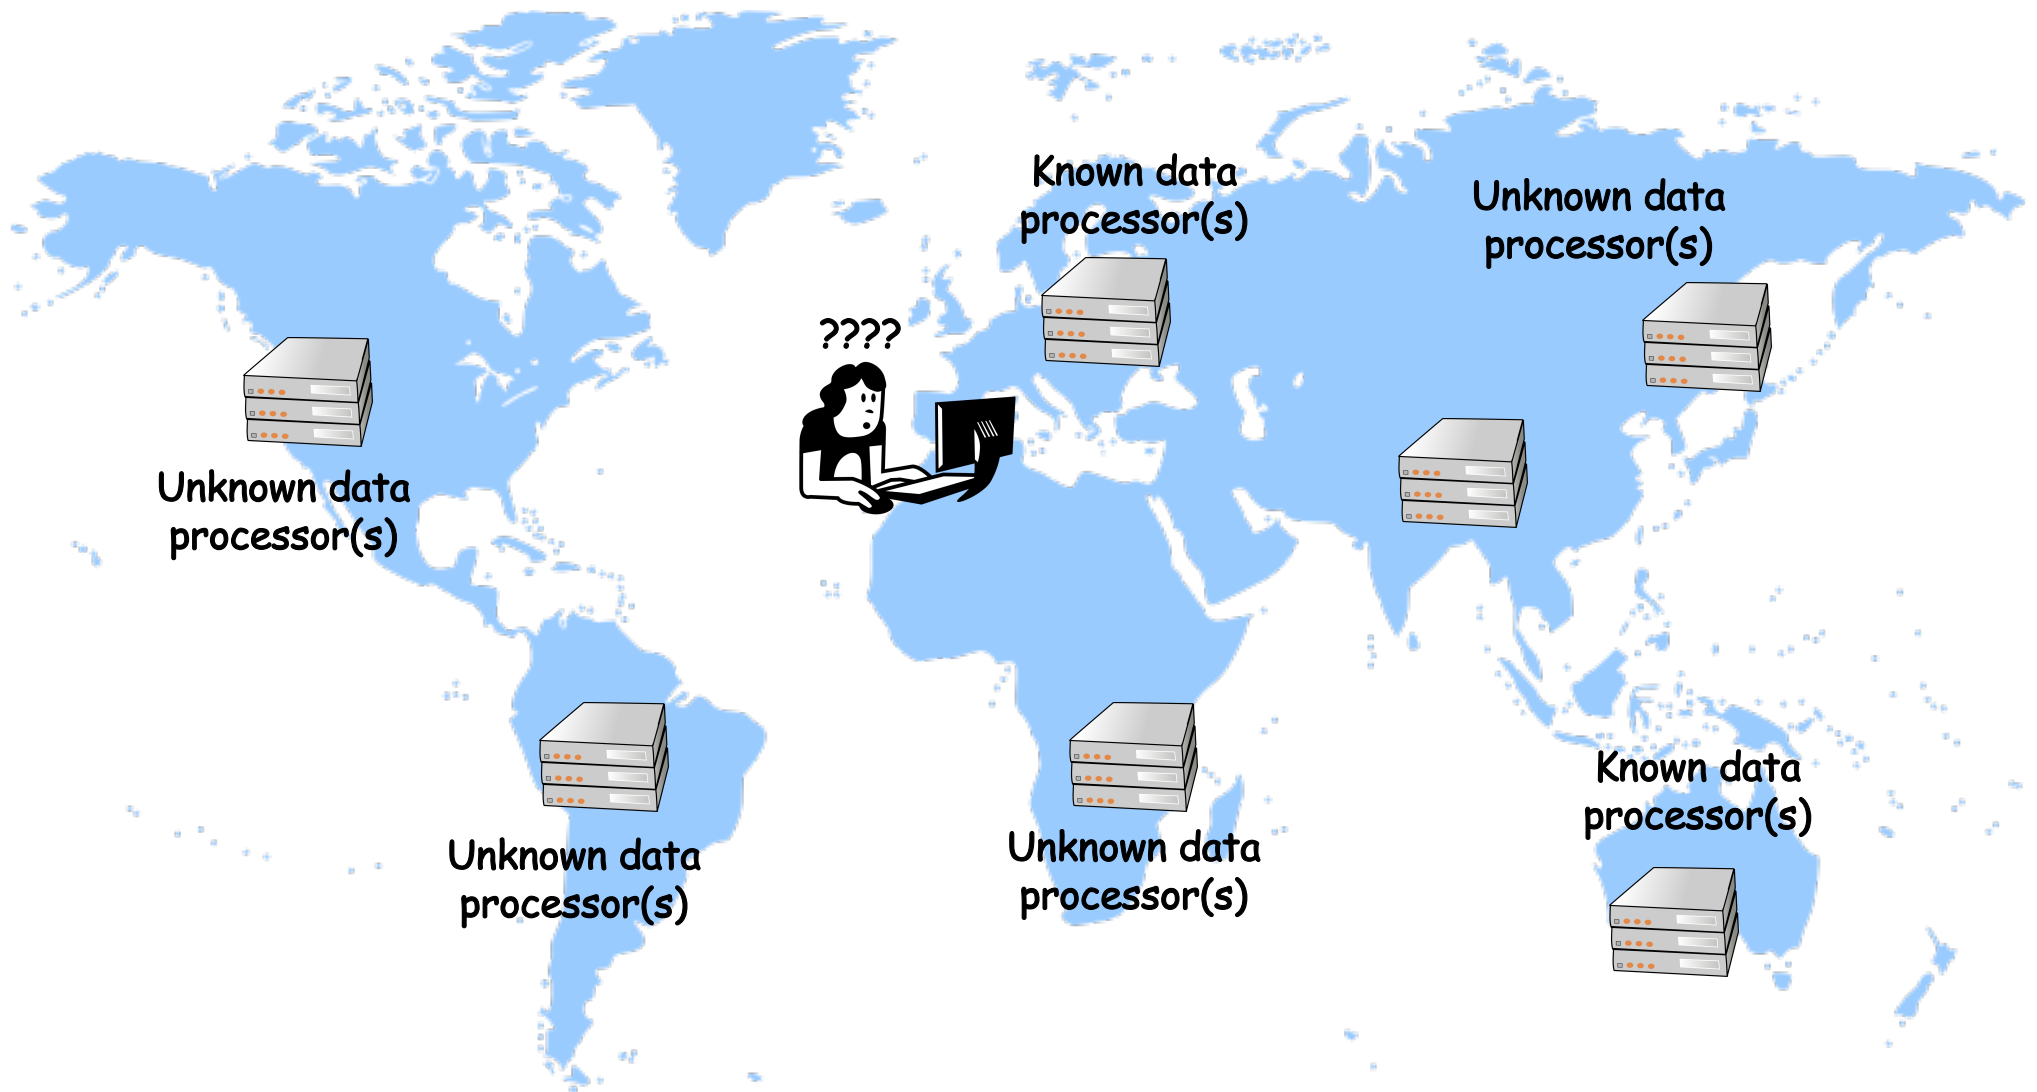 Known data
processor(s)
Unknown data
processor(s)
????
Unknown data
processor(s)
Known data
processor(s)
Unknown data
processor(s)
Unknown data
processor(s)